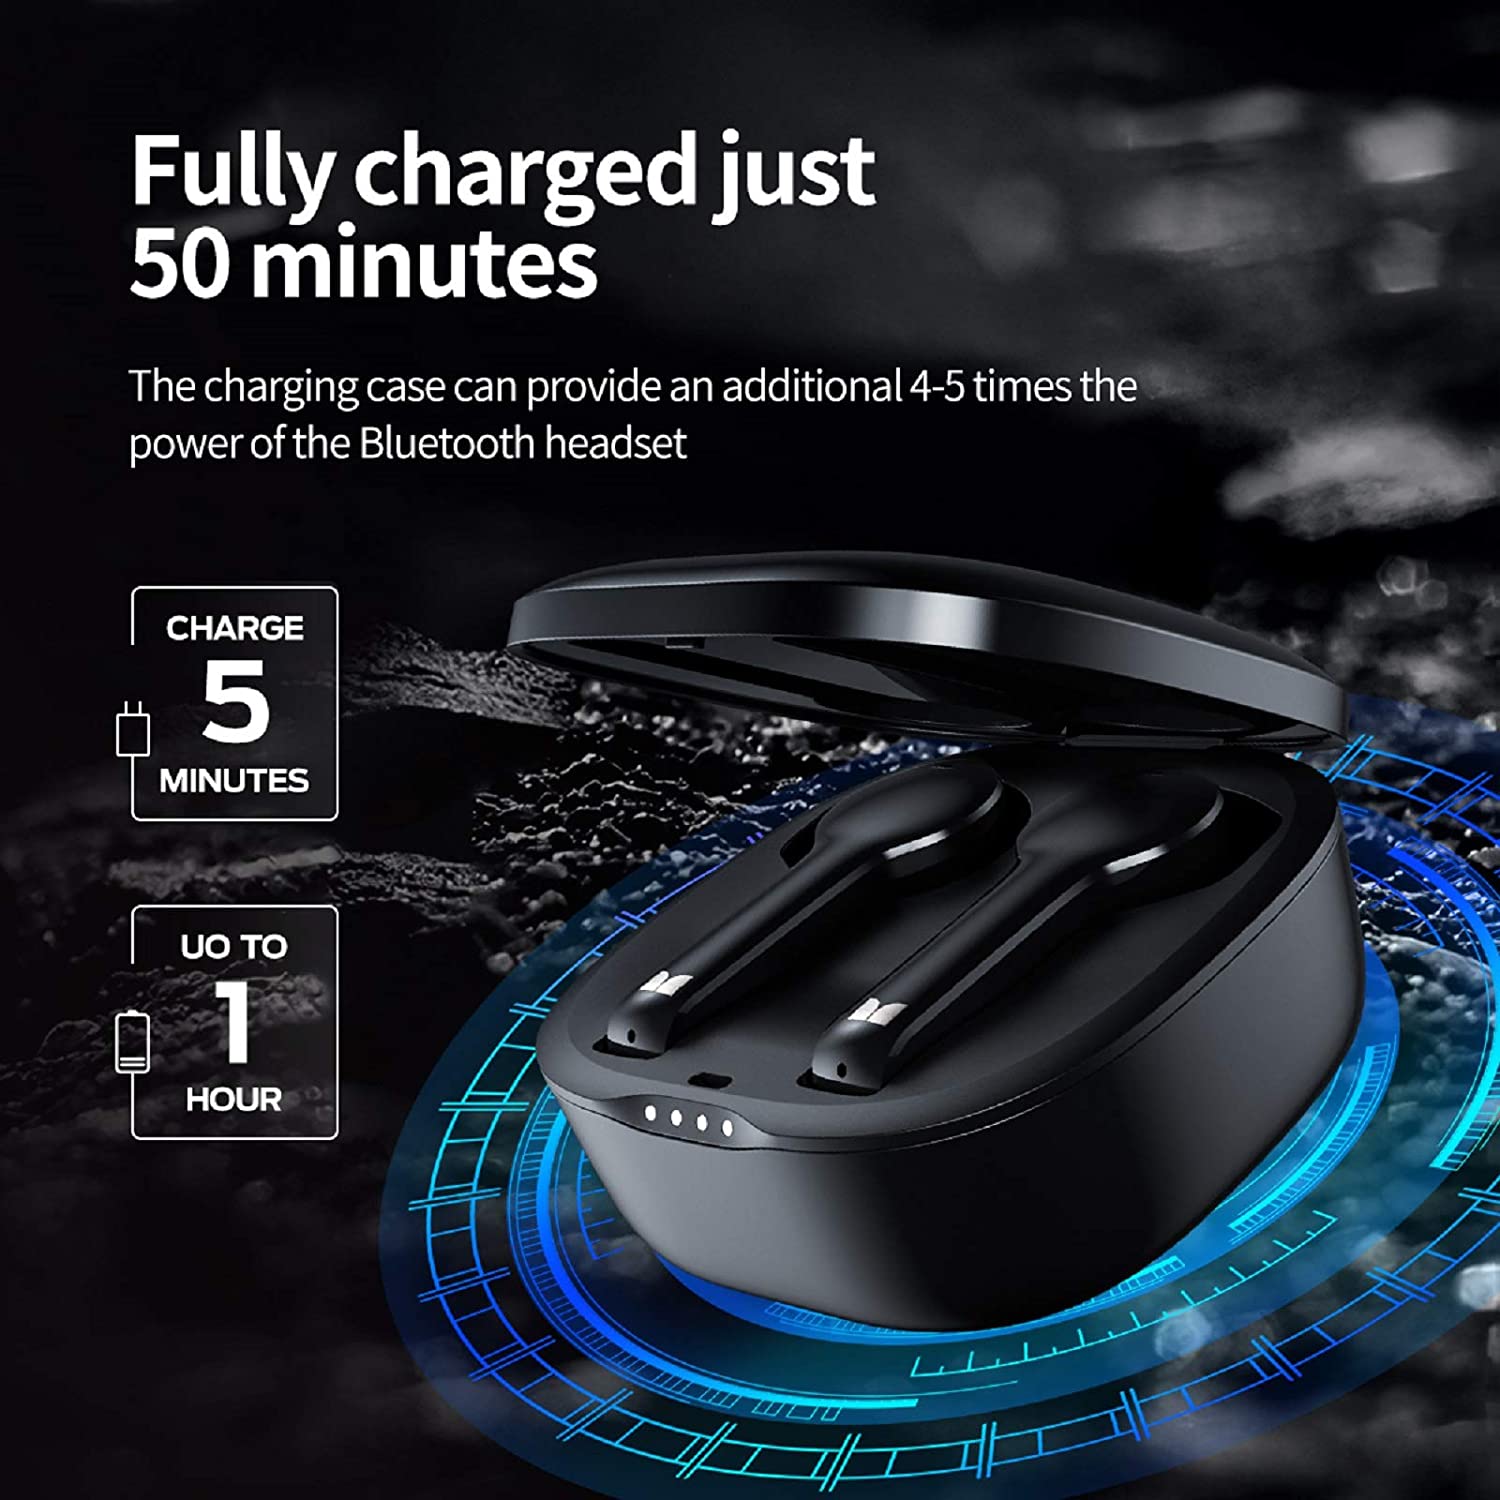 Fully charged just
50 minutes
The charging case can provide an additional 4-5 times the
power of the Bluetooth headset
CHARGE
5
MINUTES
UO TO
1
HOUR